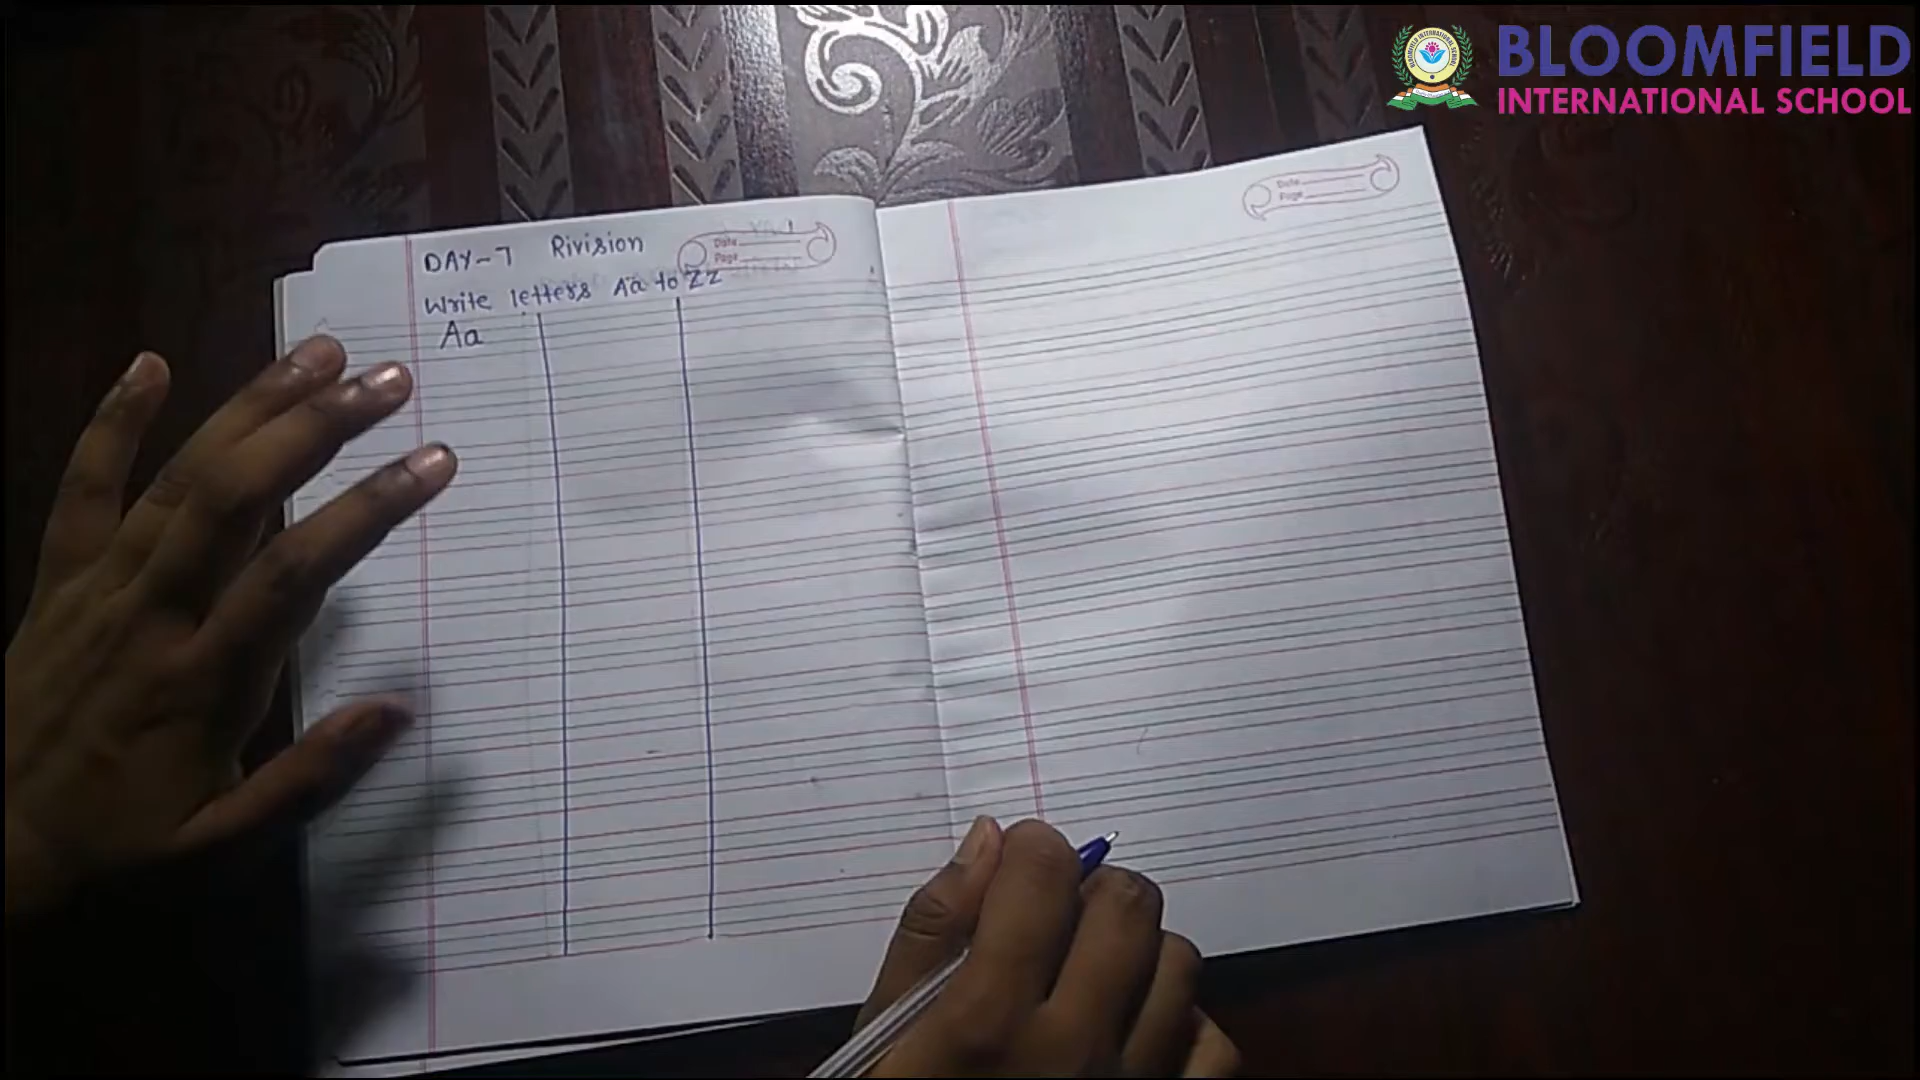 BLOOMFIELD
INTERNATIONAL SCHOOL
DAY-7 Rivision
Date
Page
Write letters Aa to Zz
Aa
Date
Page